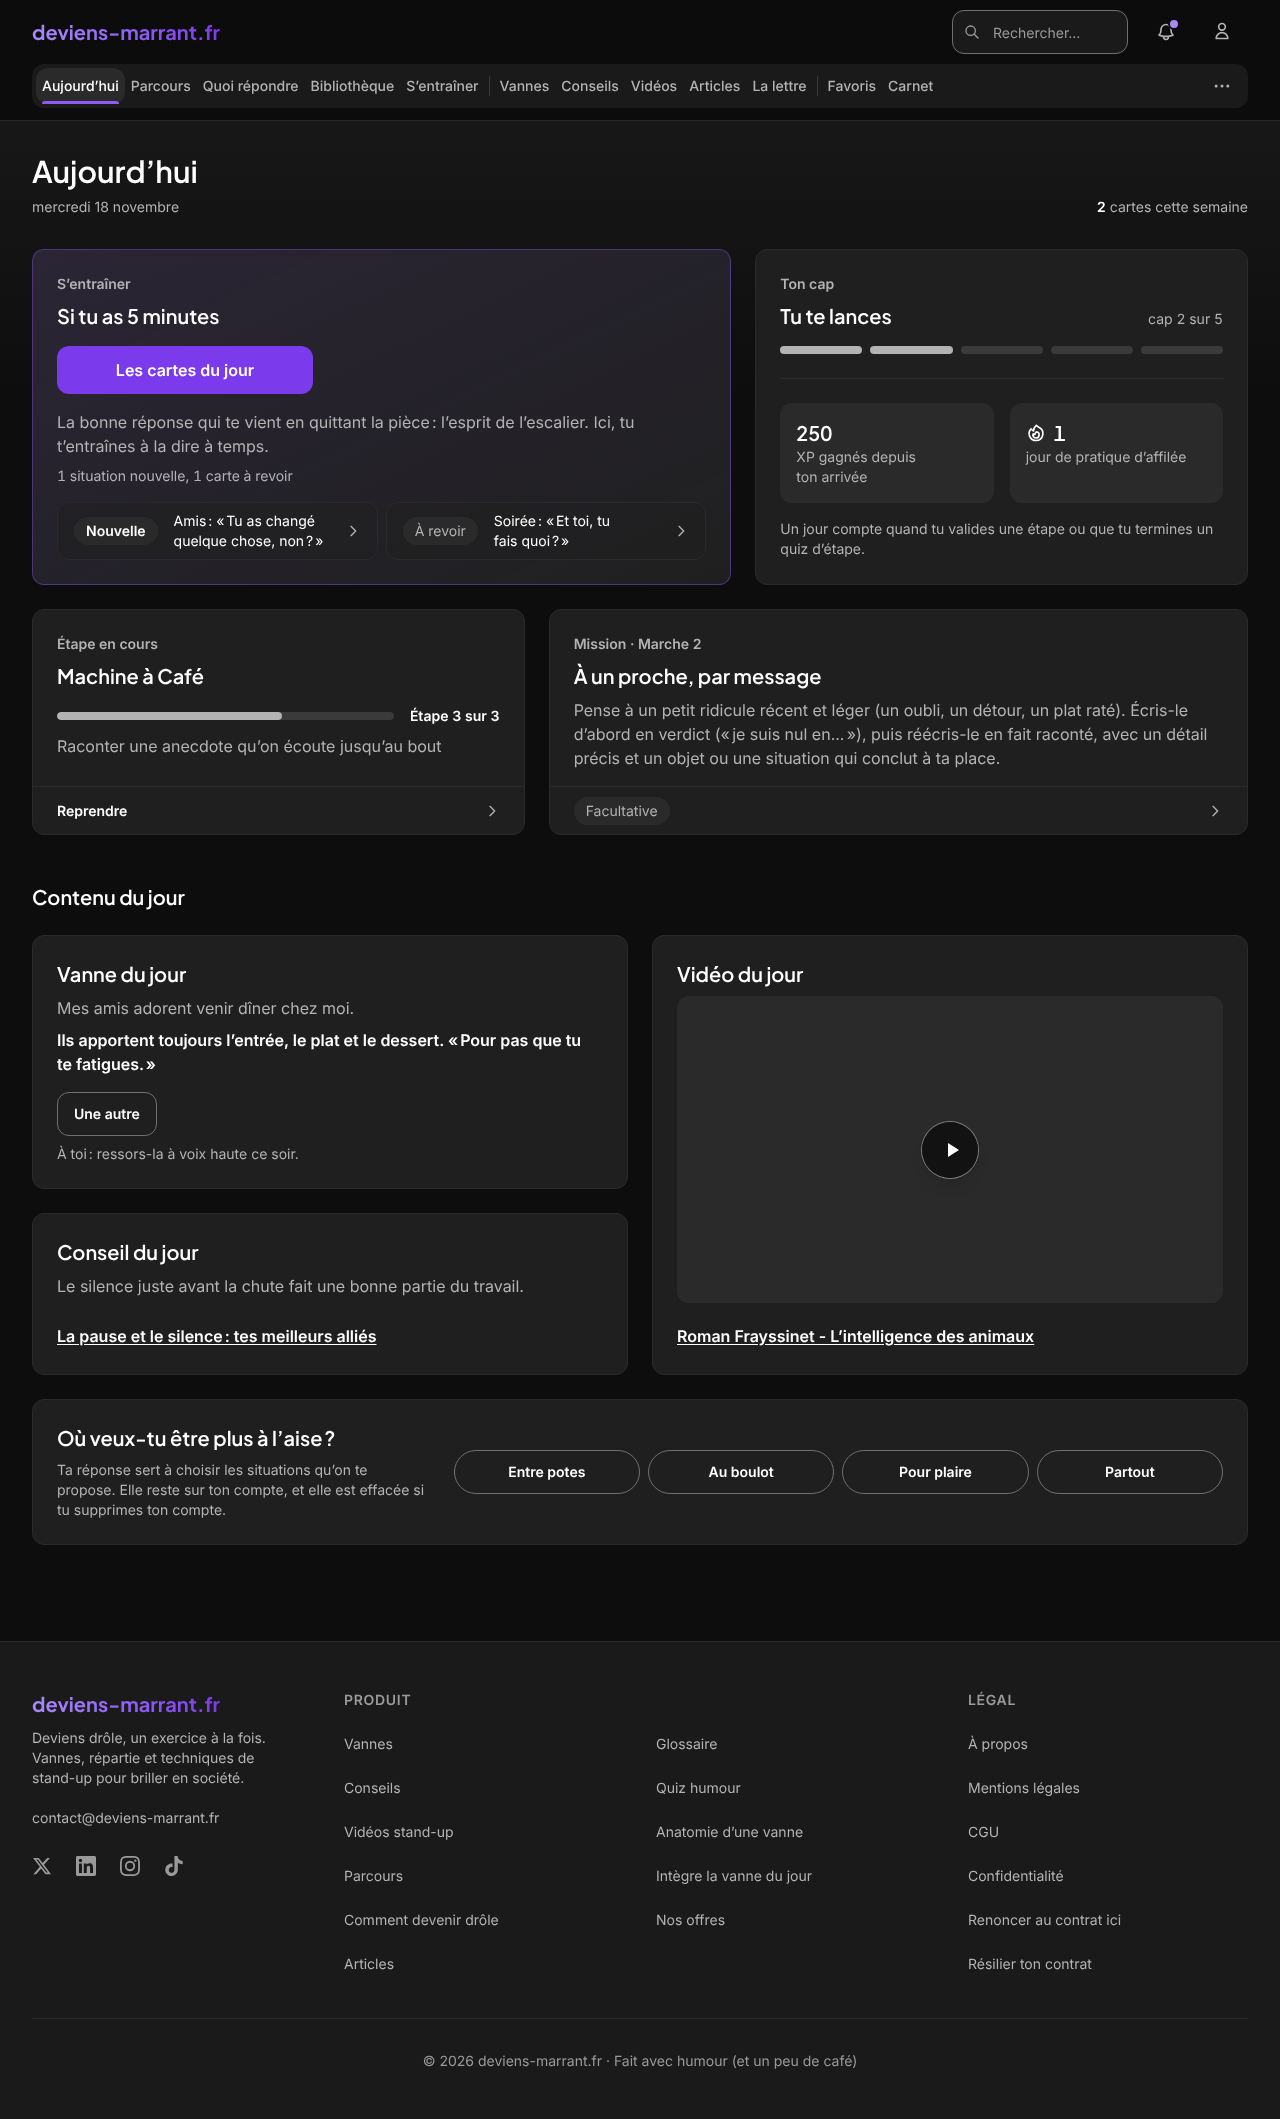 deviens-marrant.fr
Rechercher...
Aujourd’hui
Parcours
Quoi répondre
Bibliothèque
S’entraîner
Vannes
Conseils
Vidéos
Articles
La lettre
Favoris
Carnet
Aujourd’hui
mercredi 18 novembre
2 cartes cette semaine
S’entraîner
Si tu as 5 minutes
Les cartes du jour
La bonne réponse qui te vient en quittant la pièce : l’esprit de l’escalier. Ici, tu
t’entraînes à la dire à temps.
1 situation nouvelle, 1 carte à revoir
Nouvelle
Amis : « Tu as changé
quelque chose, non ? »
À revoir
Soirée : « Et toi, tu
fais quoi ? »
Ton cap
Tu te lances
cap 2 sur 5
250
XP gagnés depuis
ton arrivée
1
jour de pratique d’affilée
Un jour compte quand tu valides une étape ou que tu termines un
quiz d’étape.
Étape en cours
Machine à Café
Étape 3 sur 3
Raconter une anecdote qu’on écoute jusqu’au bout
Reprendre
Mission · Marche 2
À un proche, par message
Pense à un petit ridicule récent et léger (un oubli, un détour, un plat raté). Écris-le
d’abord en verdict (« je suis nul en… »), puis réécris-le en fait raconté, avec un détail
précis et un objet ou une situation qui conclut à ta place.
Facultative
Contenu du jour
Vanne du jour
Mes amis adorent venir dîner chez moi.
Ils apportent toujours l’entrée, le plat et le dessert. « Pour pas que tu
te fatigues. »
Une autre
À toi : ressors-la à voix haute ce soir.
Vidéo du jour
Roman Frayssinet - L’intelligence des animaux
Conseil du jour
Le silence juste avant la chute fait une bonne partie du travail.
La pause et le silence : tes meilleurs alliés
Où veux-tu être plus à l’aise ?
Ta réponse sert à choisir les situations qu’on te
propose. Elle reste sur ton compte, et elle est effacée si
tu supprimes ton compte.
Entre potes
Au boulot
Pour plaire
Partout
deviens-marrant.fr
Deviens drôle, un exercice à la fois.
Vannes, répartie et techniques de
stand-up pour briller en société.
contact@deviens-marrant.fr
PRODUIT
Vannes
Conseils
Vidéos stand-up
Parcours
Comment devenir drôle
Articles
Glossaire
Quiz humour
Anatomie d’une vanne
Intègre la vanne du jour
Nos offres
LÉGAL
À propos
Mentions légales
CGU
Confidentialité
Renoncer au contrat ici
Résilier ton contrat
© 2026 deviens-marrant.fr · Fait avec humour (et un peu de café)